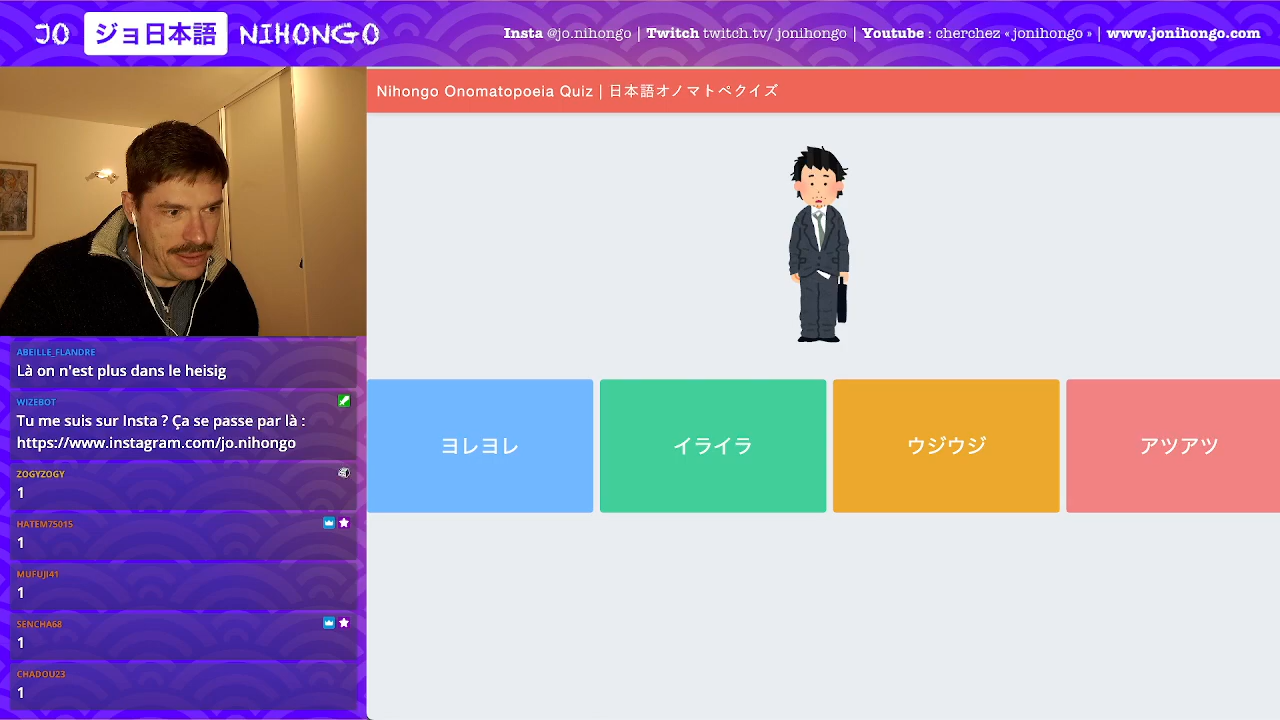 JO ジョ日本語 NIHONGO
Insta @jo.nihongo | Twitch twitch.tv/jonihongo | Youtube : cherchez « jonihongo » | www.jonihongo.com
Nihongo Onomatopoeia Quiz | 日本語オノマトペクイズ
ヨレヨレ
イライラ
ウジウジ
アツアツ
ABEILLE_FLANDRE
Là on n'est plus dans le heisig
WIZEBOT
Tu me suis sur Insta ? Ça se passe par là :
https://www.instagram.com/jo.nihongo
ZOGYZOGY
1
HATEM75015
1
MUFUJI41
1
SENCHA68
1
CHADOU23
1